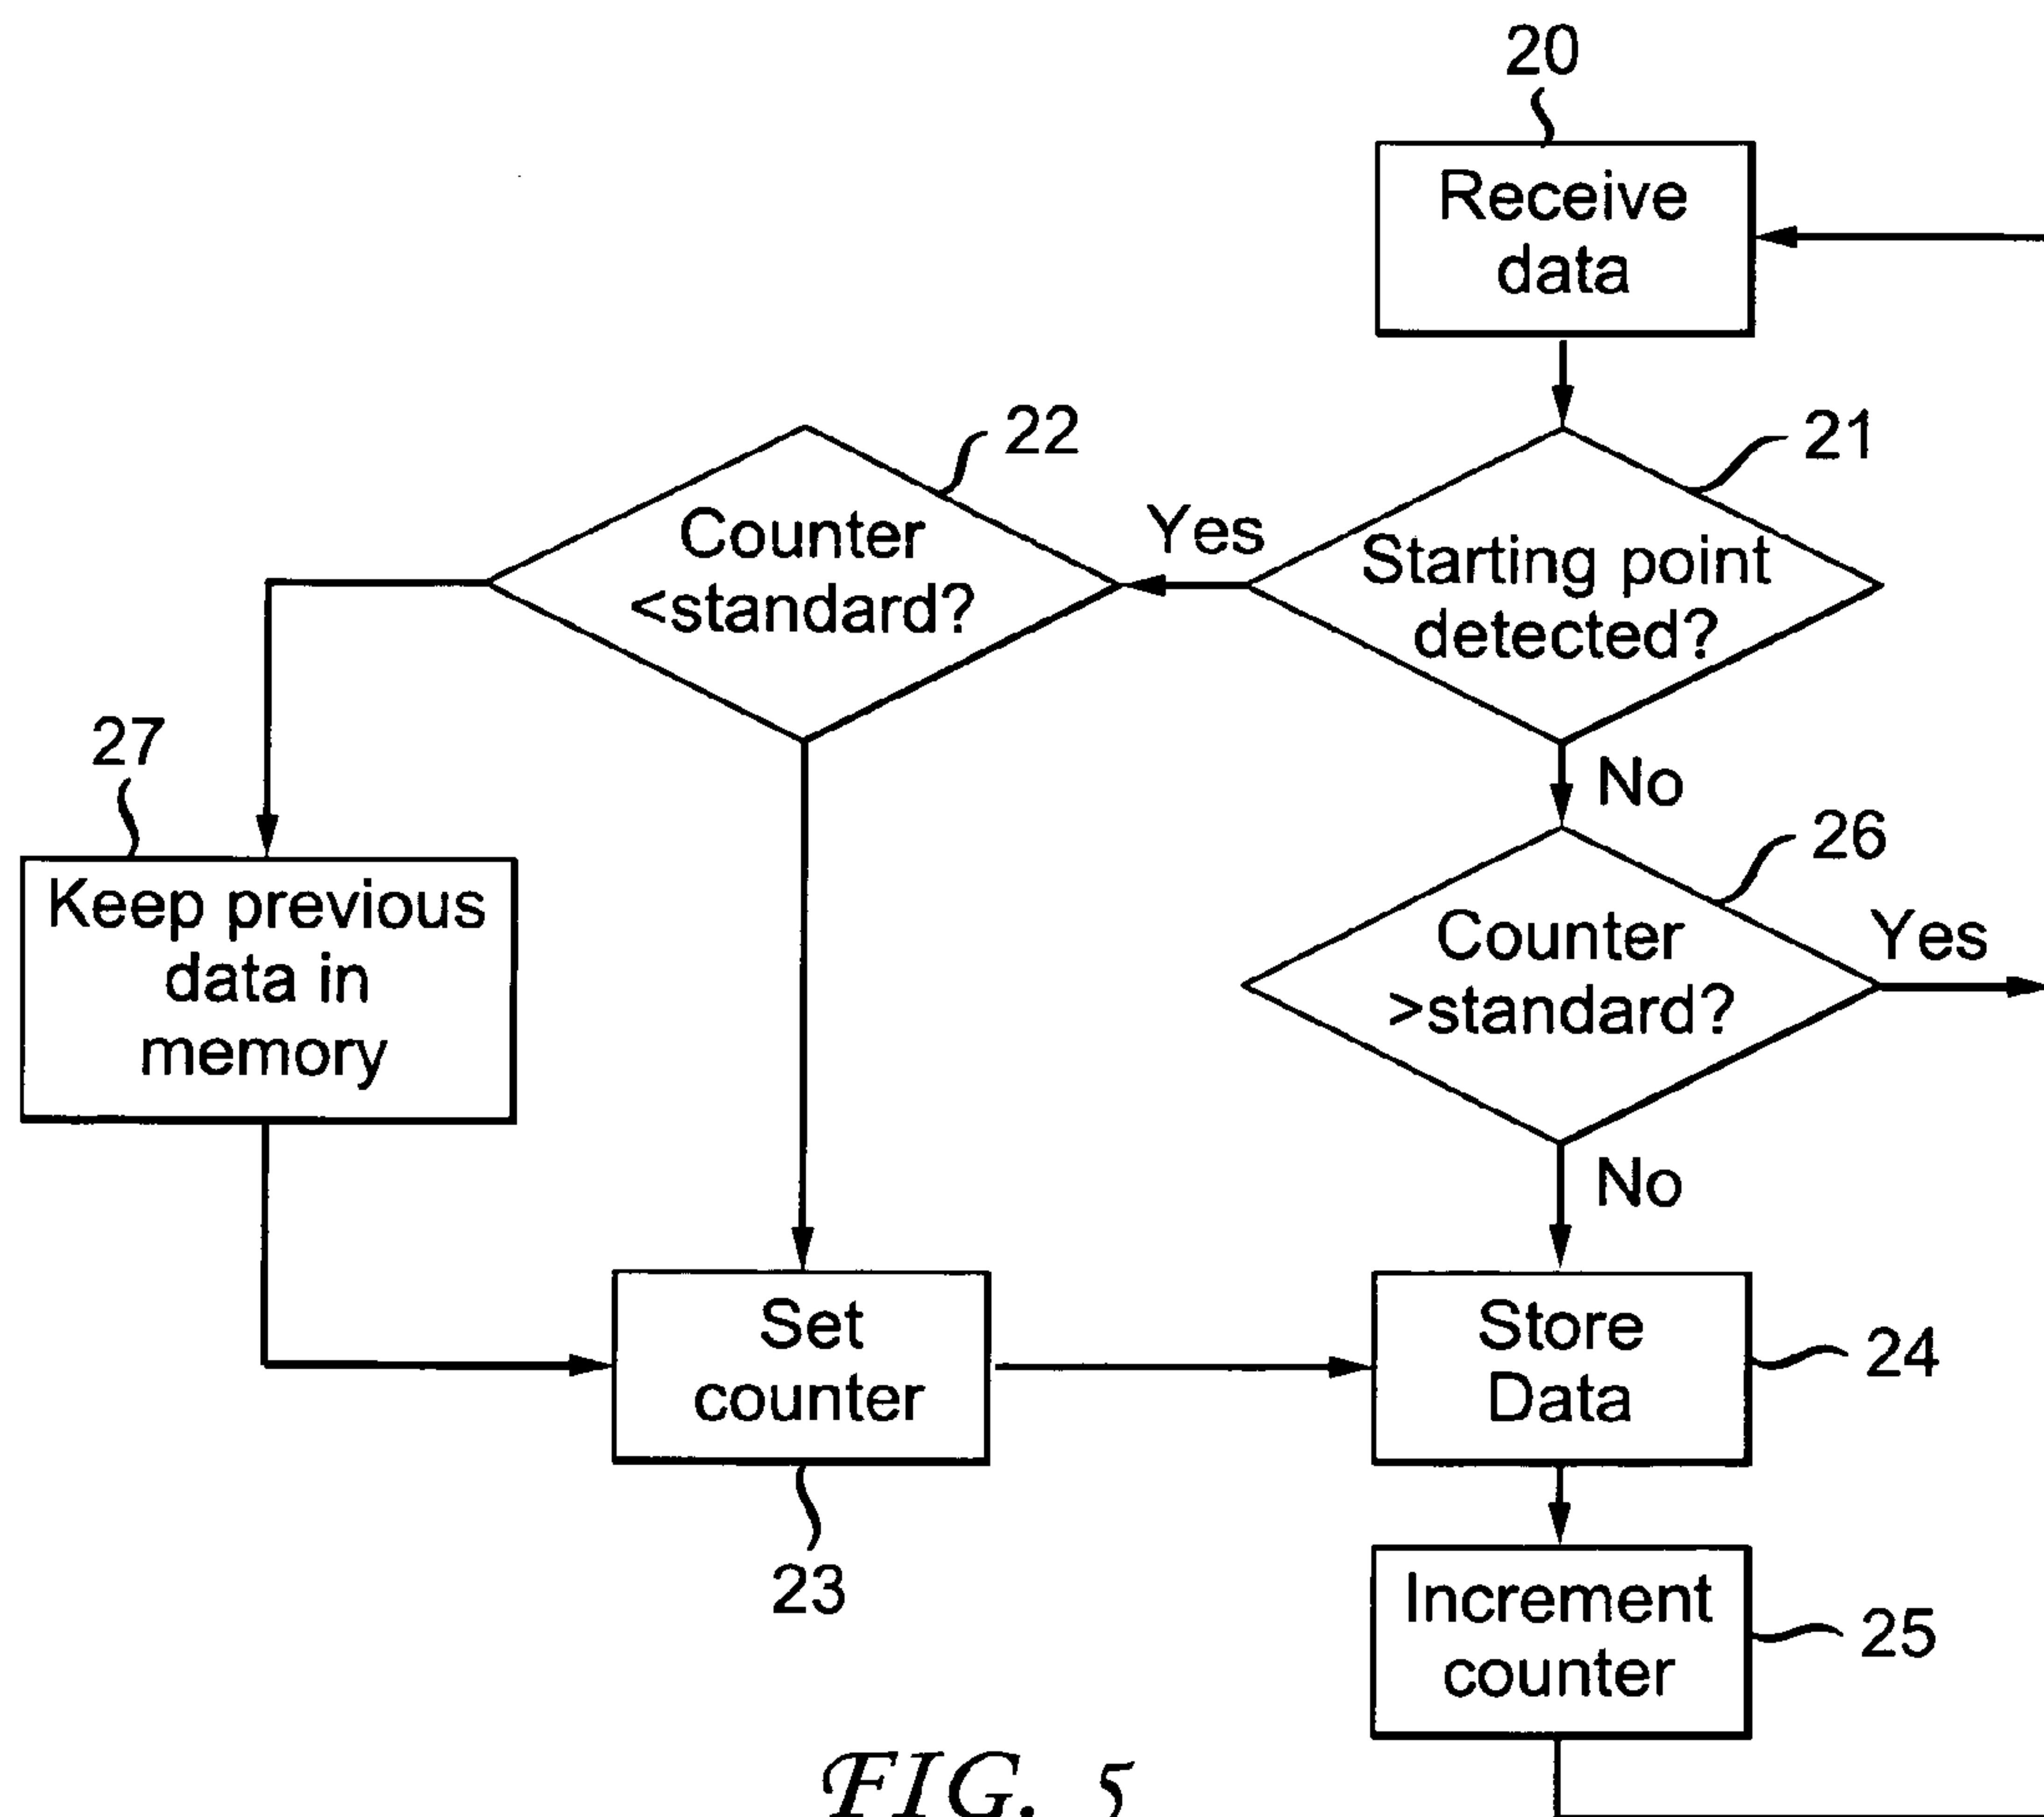 20
Receive
data
22
21
Counter
<standard?
Yes
Starting point
detected?
27
No
26
Keep previous
data in
memory
Counter
>standard?
Yes
No
Set
counter
Store
Data
24
23
Increment
counter
25
FIG. 5